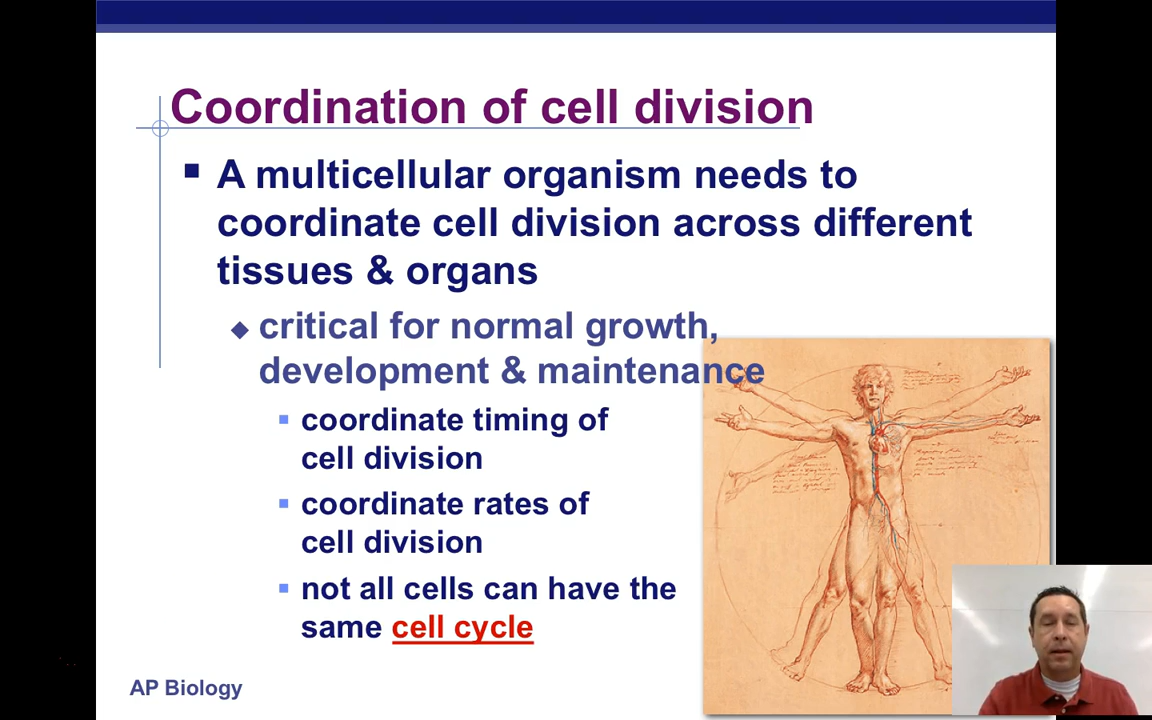 Coordination of cell division
A multicellular organism needs to
coordinate cell division across different
tissues & organs
critical for normal growth,
development & maintenance
coordinate timing of
cell division
coordinate rates of
cell division
not all cells can have the
same cell cycle
AP Biology